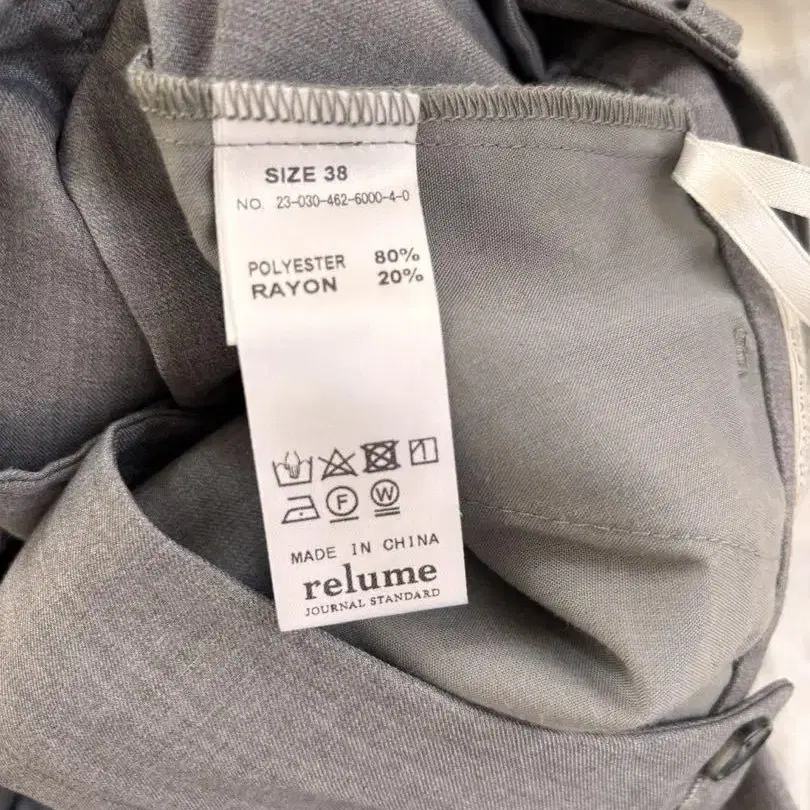 SIZE 38
NO. 23-030-462-6000-4-0
POLYESTER 80%
RAYON 20%
F W
MADE IN CHINA
relume
JOURNAL STANDARD